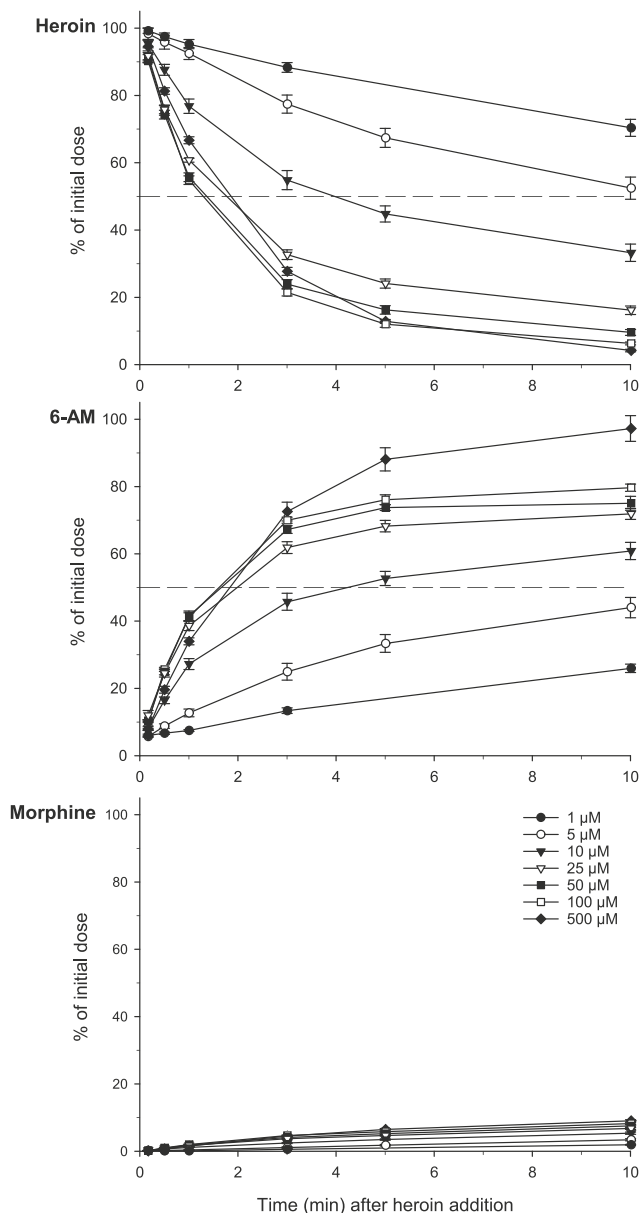 Heroin
100
80
60
40
20
0
% of initial dose
0 2 4 6 8 10
6-AM
100
80
60
40
20
0
% of initial dose
0 2 4 6 8 10
Morphine
100
80
60
40
20
0
% of initial dose
1 µM
5 µM
10 µM
25 µM
50 µM
100 µM
500 µM
0 2 4 6 8 10
Time (min) after heroin addition